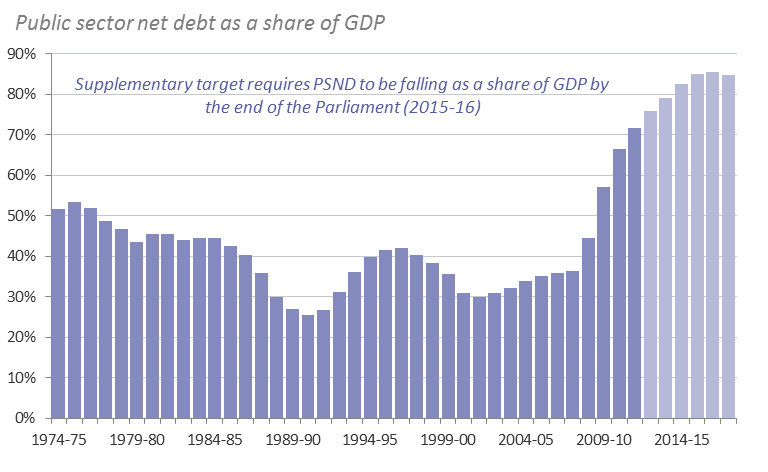 Public sector net debt as a share of GDP
90%
Supplementary target requires PSND to be falling as a share of GDP by
the end of the Parliament (2015-16)
80%
70%
60%
50%
40%
30%
20%
10%
0%
1974-75 1979-80 1984-85 1989-90 1994-95 1999-00 2004-05 2009-10 2014-15